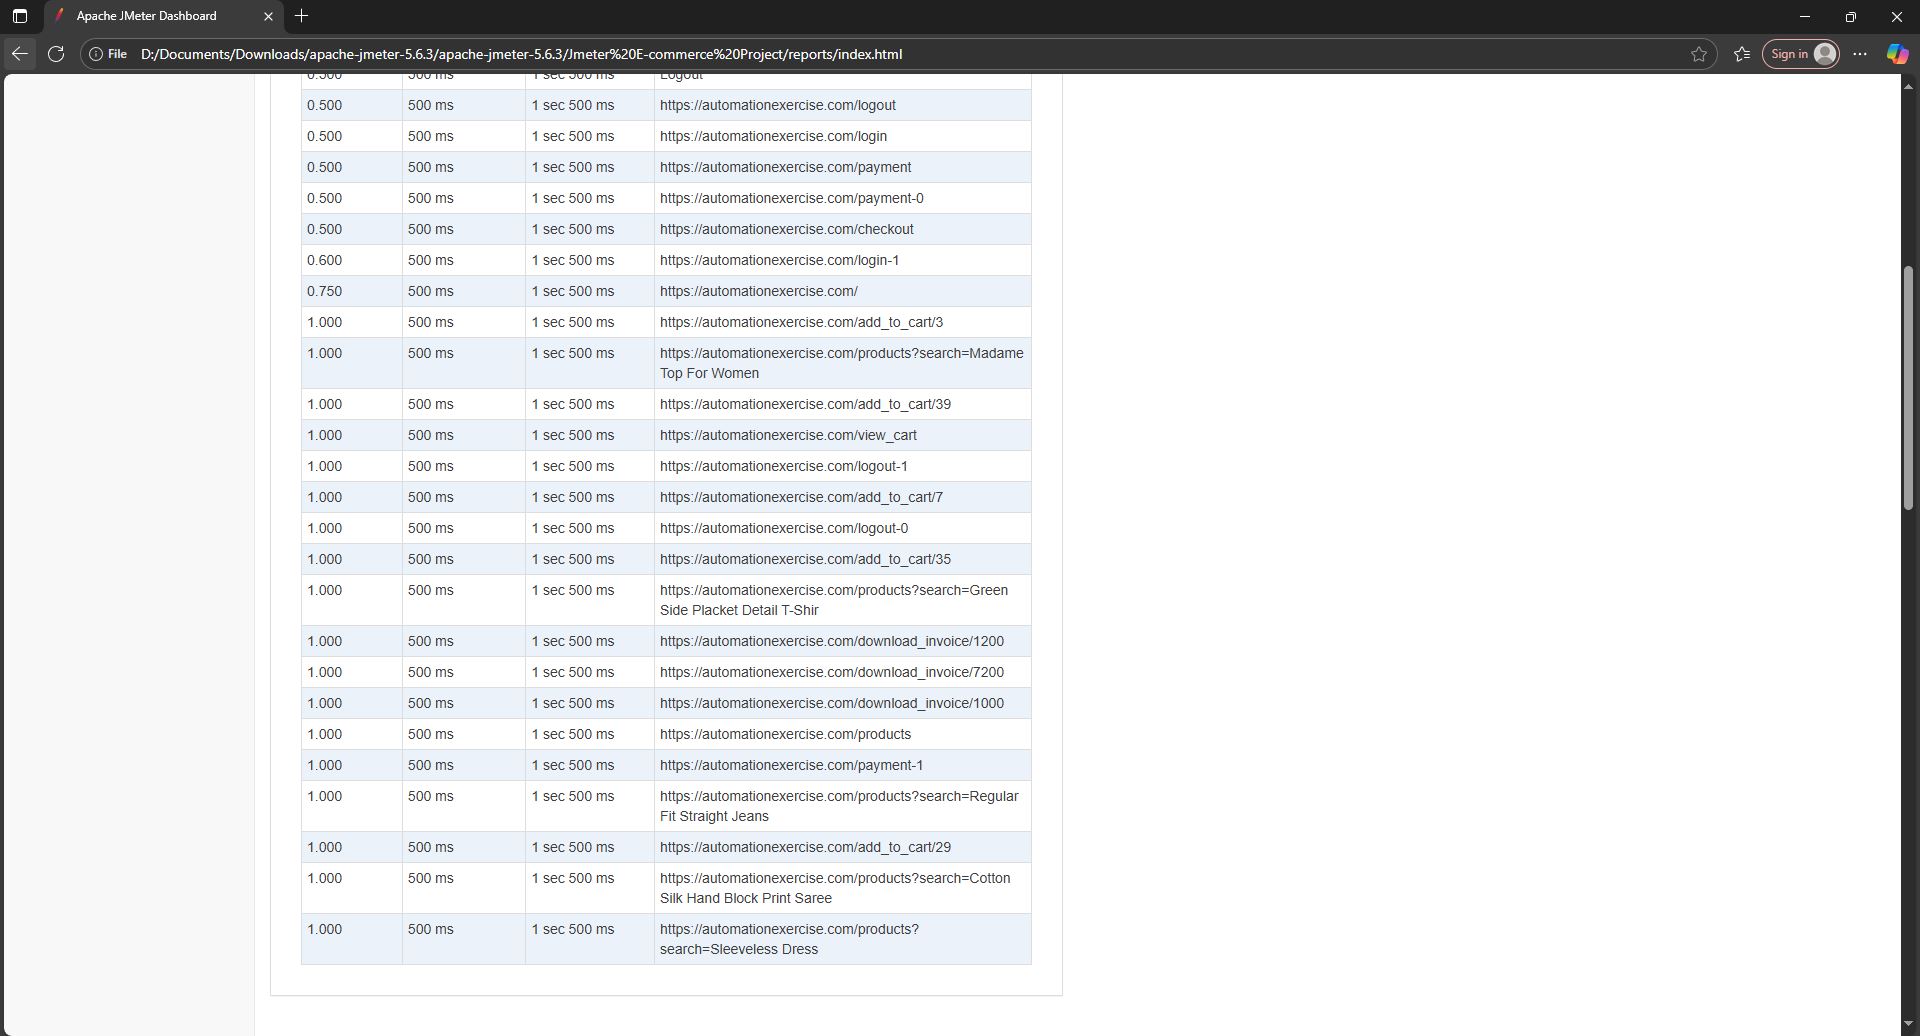 Apache JMeter Dashboard
File D:/Documents/Downloads/apache-jmeter-5.6.3/apache-jmeter-5.6.3/Jmeter%20E-commerce%20Project/reports/index.html Sign in
0.500 500 ms 1 sec 500 ms Logout
0.500 500 ms 1 sec 500 ms https://automationexercise.com/logout
0.500 500 ms 1 sec 500 ms https://automationexercise.com/login
0.500 500 ms 1 sec 500 ms https://automationexercise.com/payment
0.500 500 ms 1 sec 500 ms https://automationexercise.com/payment-0
0.500 500 ms 1 sec 500 ms https://automationexercise.com/checkout
0.600 500 ms 1 sec 500 ms https://automationexercise.com/login-1
0.750 500 ms 1 sec 500 ms https://automationexercise.com/
1.000 500 ms 1 sec 500 ms https://automationexercise.com/add_to_cart/3
1.000 500 ms 1 sec 500 ms https://automationexercise.com/products?search=Madame
Top For Women
1.000 500 ms 1 sec 500 ms https://automationexercise.com/add_to_cart/39
1.000 500 ms 1 sec 500 ms https://automationexercise.com/view_cart
1.000 500 ms 1 sec 500 ms https://automationexercise.com/logout-1
1.000 500 ms 1 sec 500 ms https://automationexercise.com/add_to_cart/7
1.000 500 ms 1 sec 500 ms https://automationexercise.com/logout-0
1.000 500 ms 1 sec 500 ms https://automationexercise.com/add_to_cart/35
1.000 500 ms 1 sec 500 ms https://automationexercise.com/products?search=Green
Side Placket Detail T-Shir
1.000 500 ms 1 sec 500 ms https://automationexercise.com/download_invoice/1200
1.000 500 ms 1 sec 500 ms https://automationexercise.com/download_invoice/7200
1.000 500 ms 1 sec 500 ms https://automationexercise.com/download_invoice/1000
1.000 500 ms 1 sec 500 ms https://automationexercise.com/products
1.000 500 ms 1 sec 500 ms https://automationexercise.com/payment-1
1.000 500 ms 1 sec 500 ms https://automationexercise.com/products?search=Regular
Fit Straight Jeans
1.000 500 ms 1 sec 500 ms https://automationexercise.com/add_to_cart/29
1.000 500 ms 1 sec 500 ms https://automationexercise.com/products?search=Cotton
Silk Hand Block Print Saree
1.000 500 ms 1 sec 500 ms https://automationexercise.com/products?
search=Sleeveless Dress